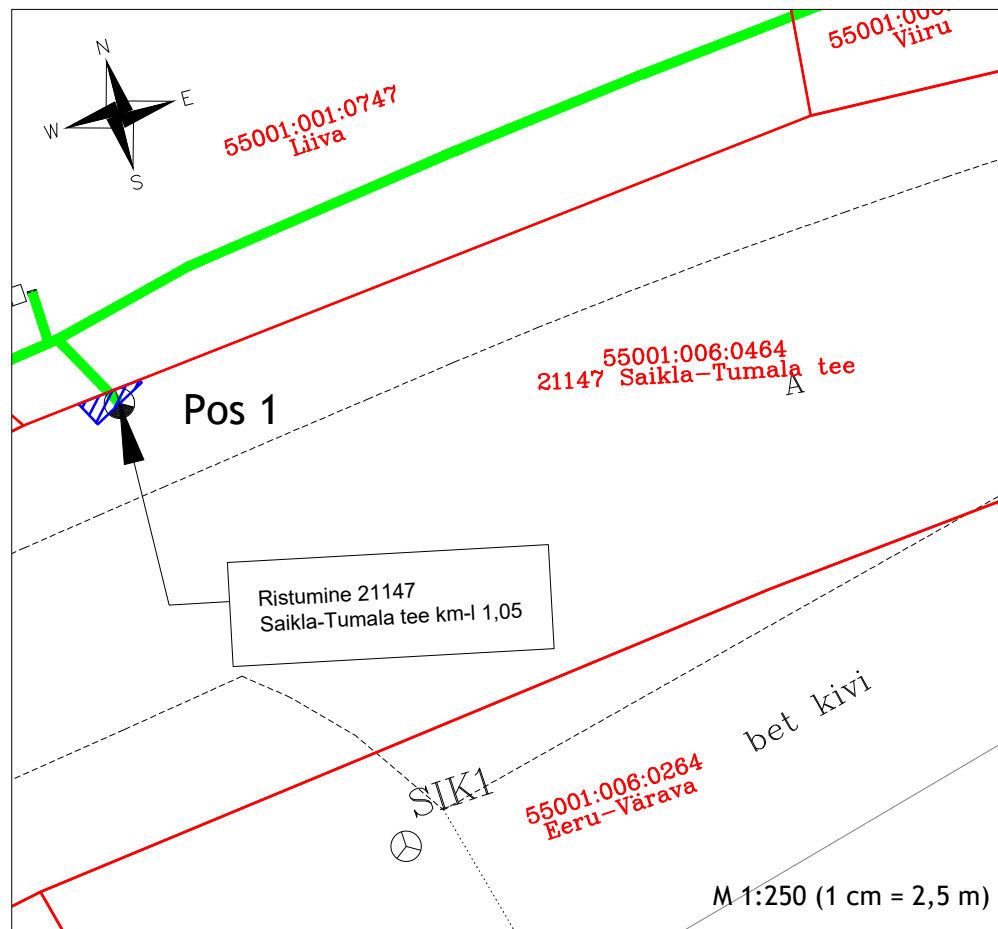 N
W
E
S
55001:001:0747
Liiva
Viiru
55001:006:0464
21147 Saikla-Tumala tee
A
Pos 1
Ristumine 21147
Saikla-Tumala tee km-l 1,05
bet kivi
SIK1
55001:006:0264
Eeru-Värava
M 1:250 (1 cm = 2,5 m)